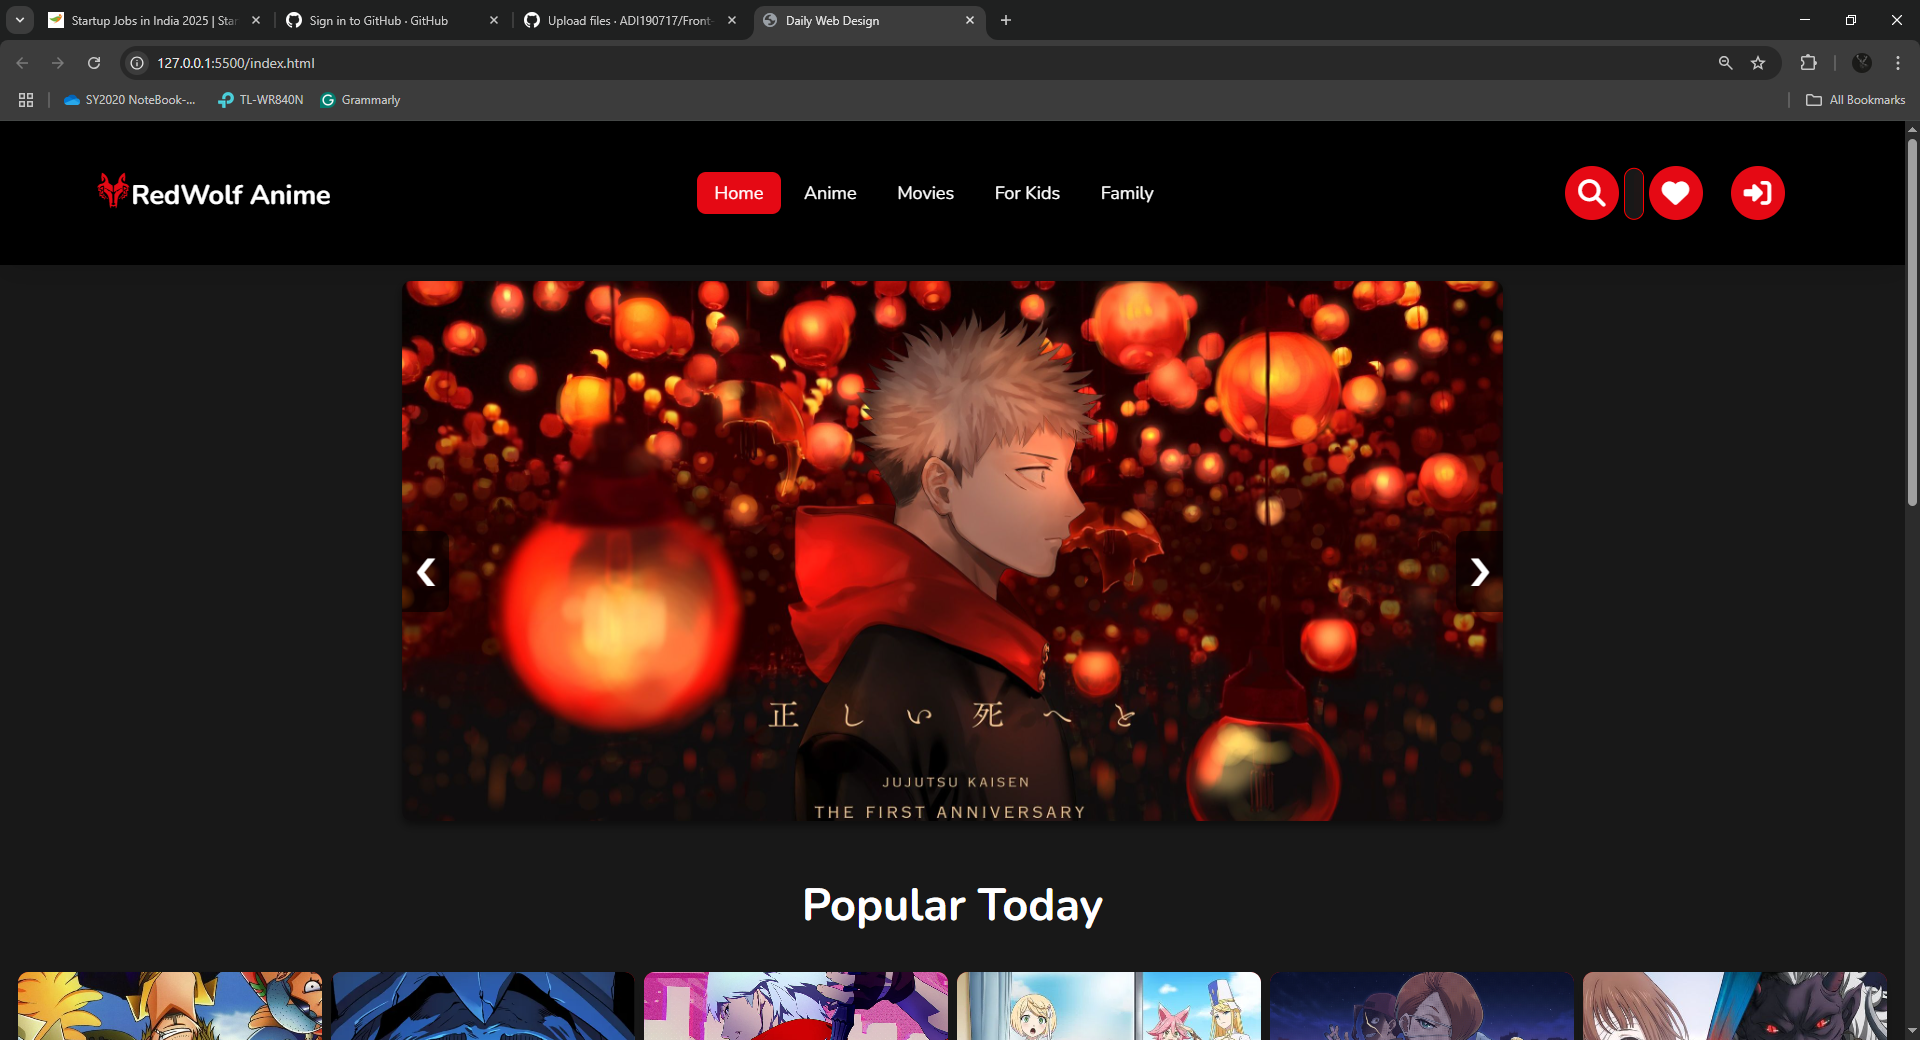 Startup Jobs in India 2025 | Star
Sign in to GitHub · GitHub
Upload files · ADI190717/Front-
Daily Web Design
127.0.0.1:5500/index.html
SY2020 NoteBook-...
TL-WR840N
Grammarly
All Bookmarks
RedWolf Anime
Home
Anime
Movies
For Kids
Family
正しい死へと
JUJUTSU KAISEN
THE FIRST ANNIVERSARY
Popular Today